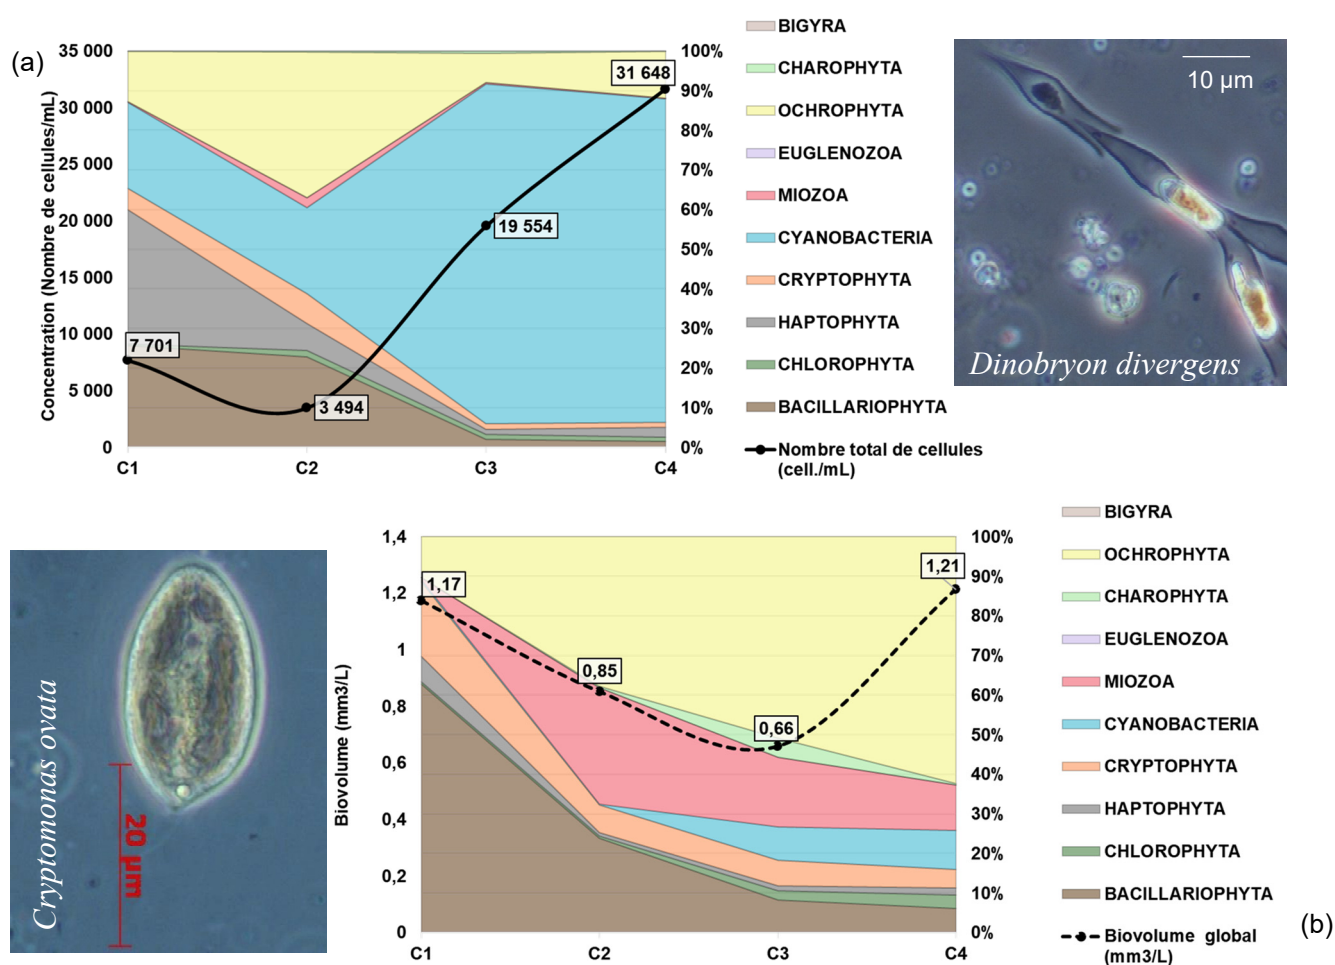 (a)
Concentration (Nombre de cellules/mL)
35 000
30 000
25 000
20 000
15 000
10 000
5 000
0
7 701
3 494
19 554
31 648
C1
C2
C3
C4
100%
90%
80%
70%
60%
50%
40%
30%
20%
10%
0%
BIGYRA
CHAROPHYTA
OCHROPHYTA
EUGLENOZOA
MIOZOA
CYANOBACTERIA
CRYPTOPHYTA
HAPTOPHYTA
CHLOROPHYTA
BACILLARIOPHYTA
Nombre total de cellules
(cell./mL)
10 µm
Dinobryon divergens
Cryptomonas ovata
20 µm
Biovolume (mm3/L)
1,4
1,2
1
0,8
0,6
0,4
0,2
0
1,17
0,85
0,66
1,21
C1
C2
C3
C4
100%
90%
80%
70%
60%
50%
40%
30%
20%
10%
0%
BIGYRA
OCHROPHYTA
CHAROPHYTA
EUGLENOZOA
MIOZOA
CYANOBACTERIA
CRYPTOPHYTA
HAPTOPHYTA
CHLOROPHYTA
BACILLARIOPHYTA
Biovolume global
(mm3/L)
(b)